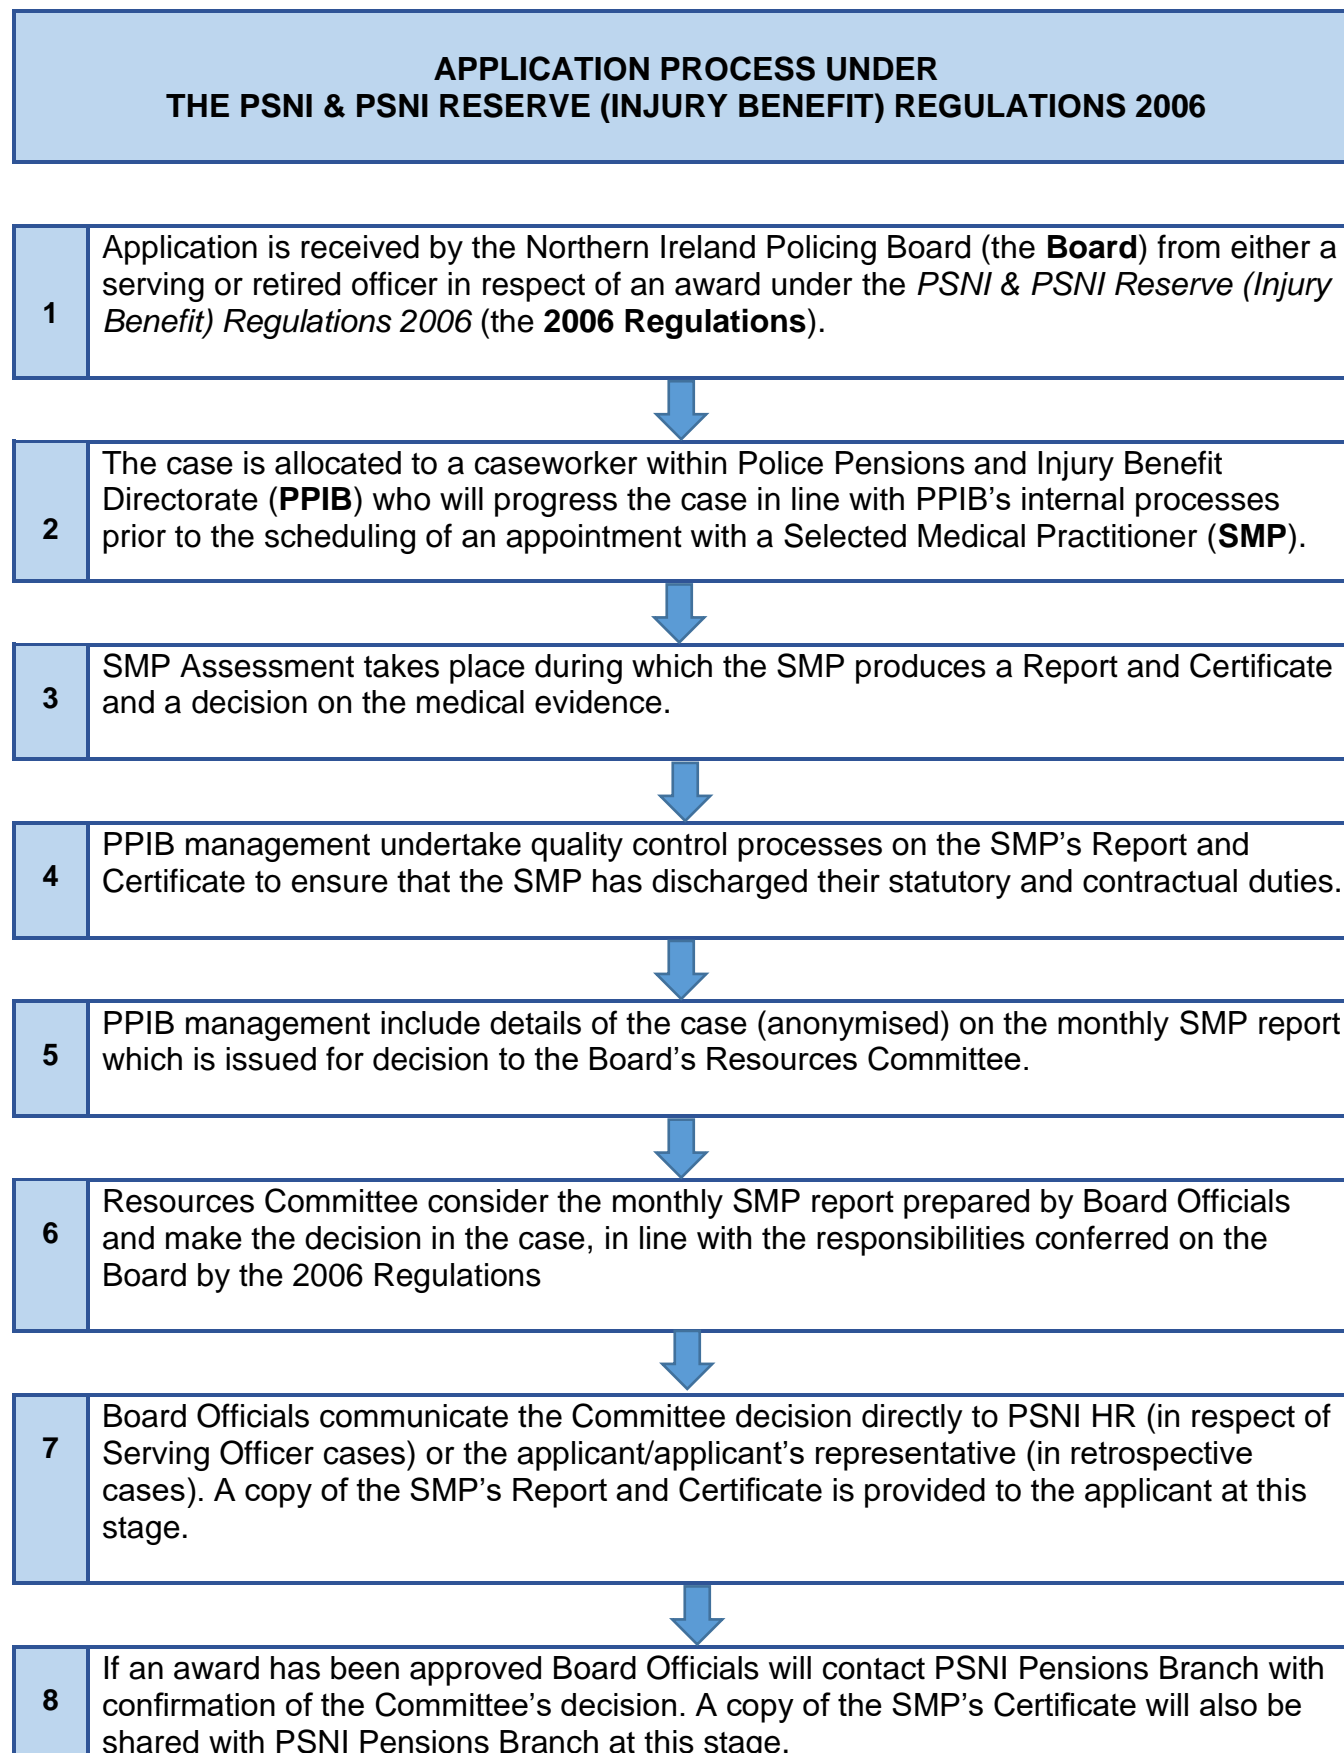 APPLICATION PROCESS UNDER
THE PSNI & PSNI RESERVE (INJURY BENEFIT) REGULATIONS 2006
1
Application is received by the Northern Ireland Policing Board (the Board) from either a
serving or retired officer in respect of an award under the PSNI & PSNI Reserve (Injury
Benefit) Regulations 2006 (the 2006 Regulations).
2
The case is allocated to a caseworker within Police Pensions and Injury Benefit
Directorate (PPIB) who will progress the case in line with PPIB's internal processes
prior to the scheduling of an appointment with a Selected Medical Practitioner (SMP).
3
SMP Assessment takes place during which the SMP produces a Report and Certificate
and a decision on the medical evidence.
4
PPIB management undertake quality control processes on the SMP's Report and
Certificate to ensure that the SMP has discharged their statutory and contractual duties.
5
PPIB management include details of the case (anonymised) on the monthly SMP report
which is issued for decision to the Board's Resources Committee.
6
Resources Committee consider the monthly SMP report prepared by Board Officials
and make the decision in the case, in line with the responsibilities conferred on the
Board by the 2006 Regulations
7
Board Officials communicate the Committee decision directly to PSNI HR (in respect of
Serving Officer cases) or the applicant/applicant's representative (in retrospective
cases). A copy of the SMP's Report and Certificate is provided to the applicant at this
stage.
8
If an award has been approved Board Officials will contact PSNI Pensions Branch with
confirmation of the Committee's decision. A copy of the SMP's Certificate will also be
shared with PSNI Pensions Branch at this stage.